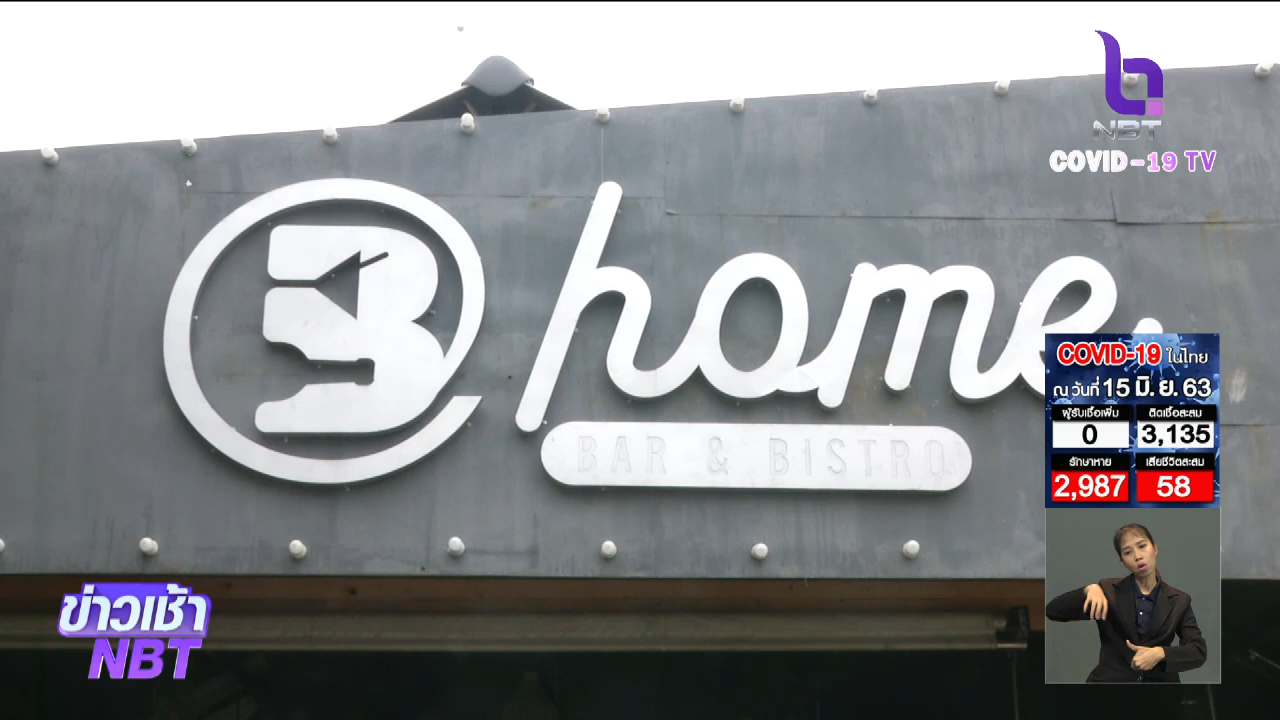 NBT
COVID-19 TV
B home
BAR & BISTRO
COVID-19 ในไทย
ณ วันที่ 15 มิ.ย. 63
ผู้รับเชื้อเพิ่ม ติดเชื้อสะสม
0 3,135
รักษาหาย เสียชีวิตสะสม
2,987 58
ข่าวเช้า
NBT